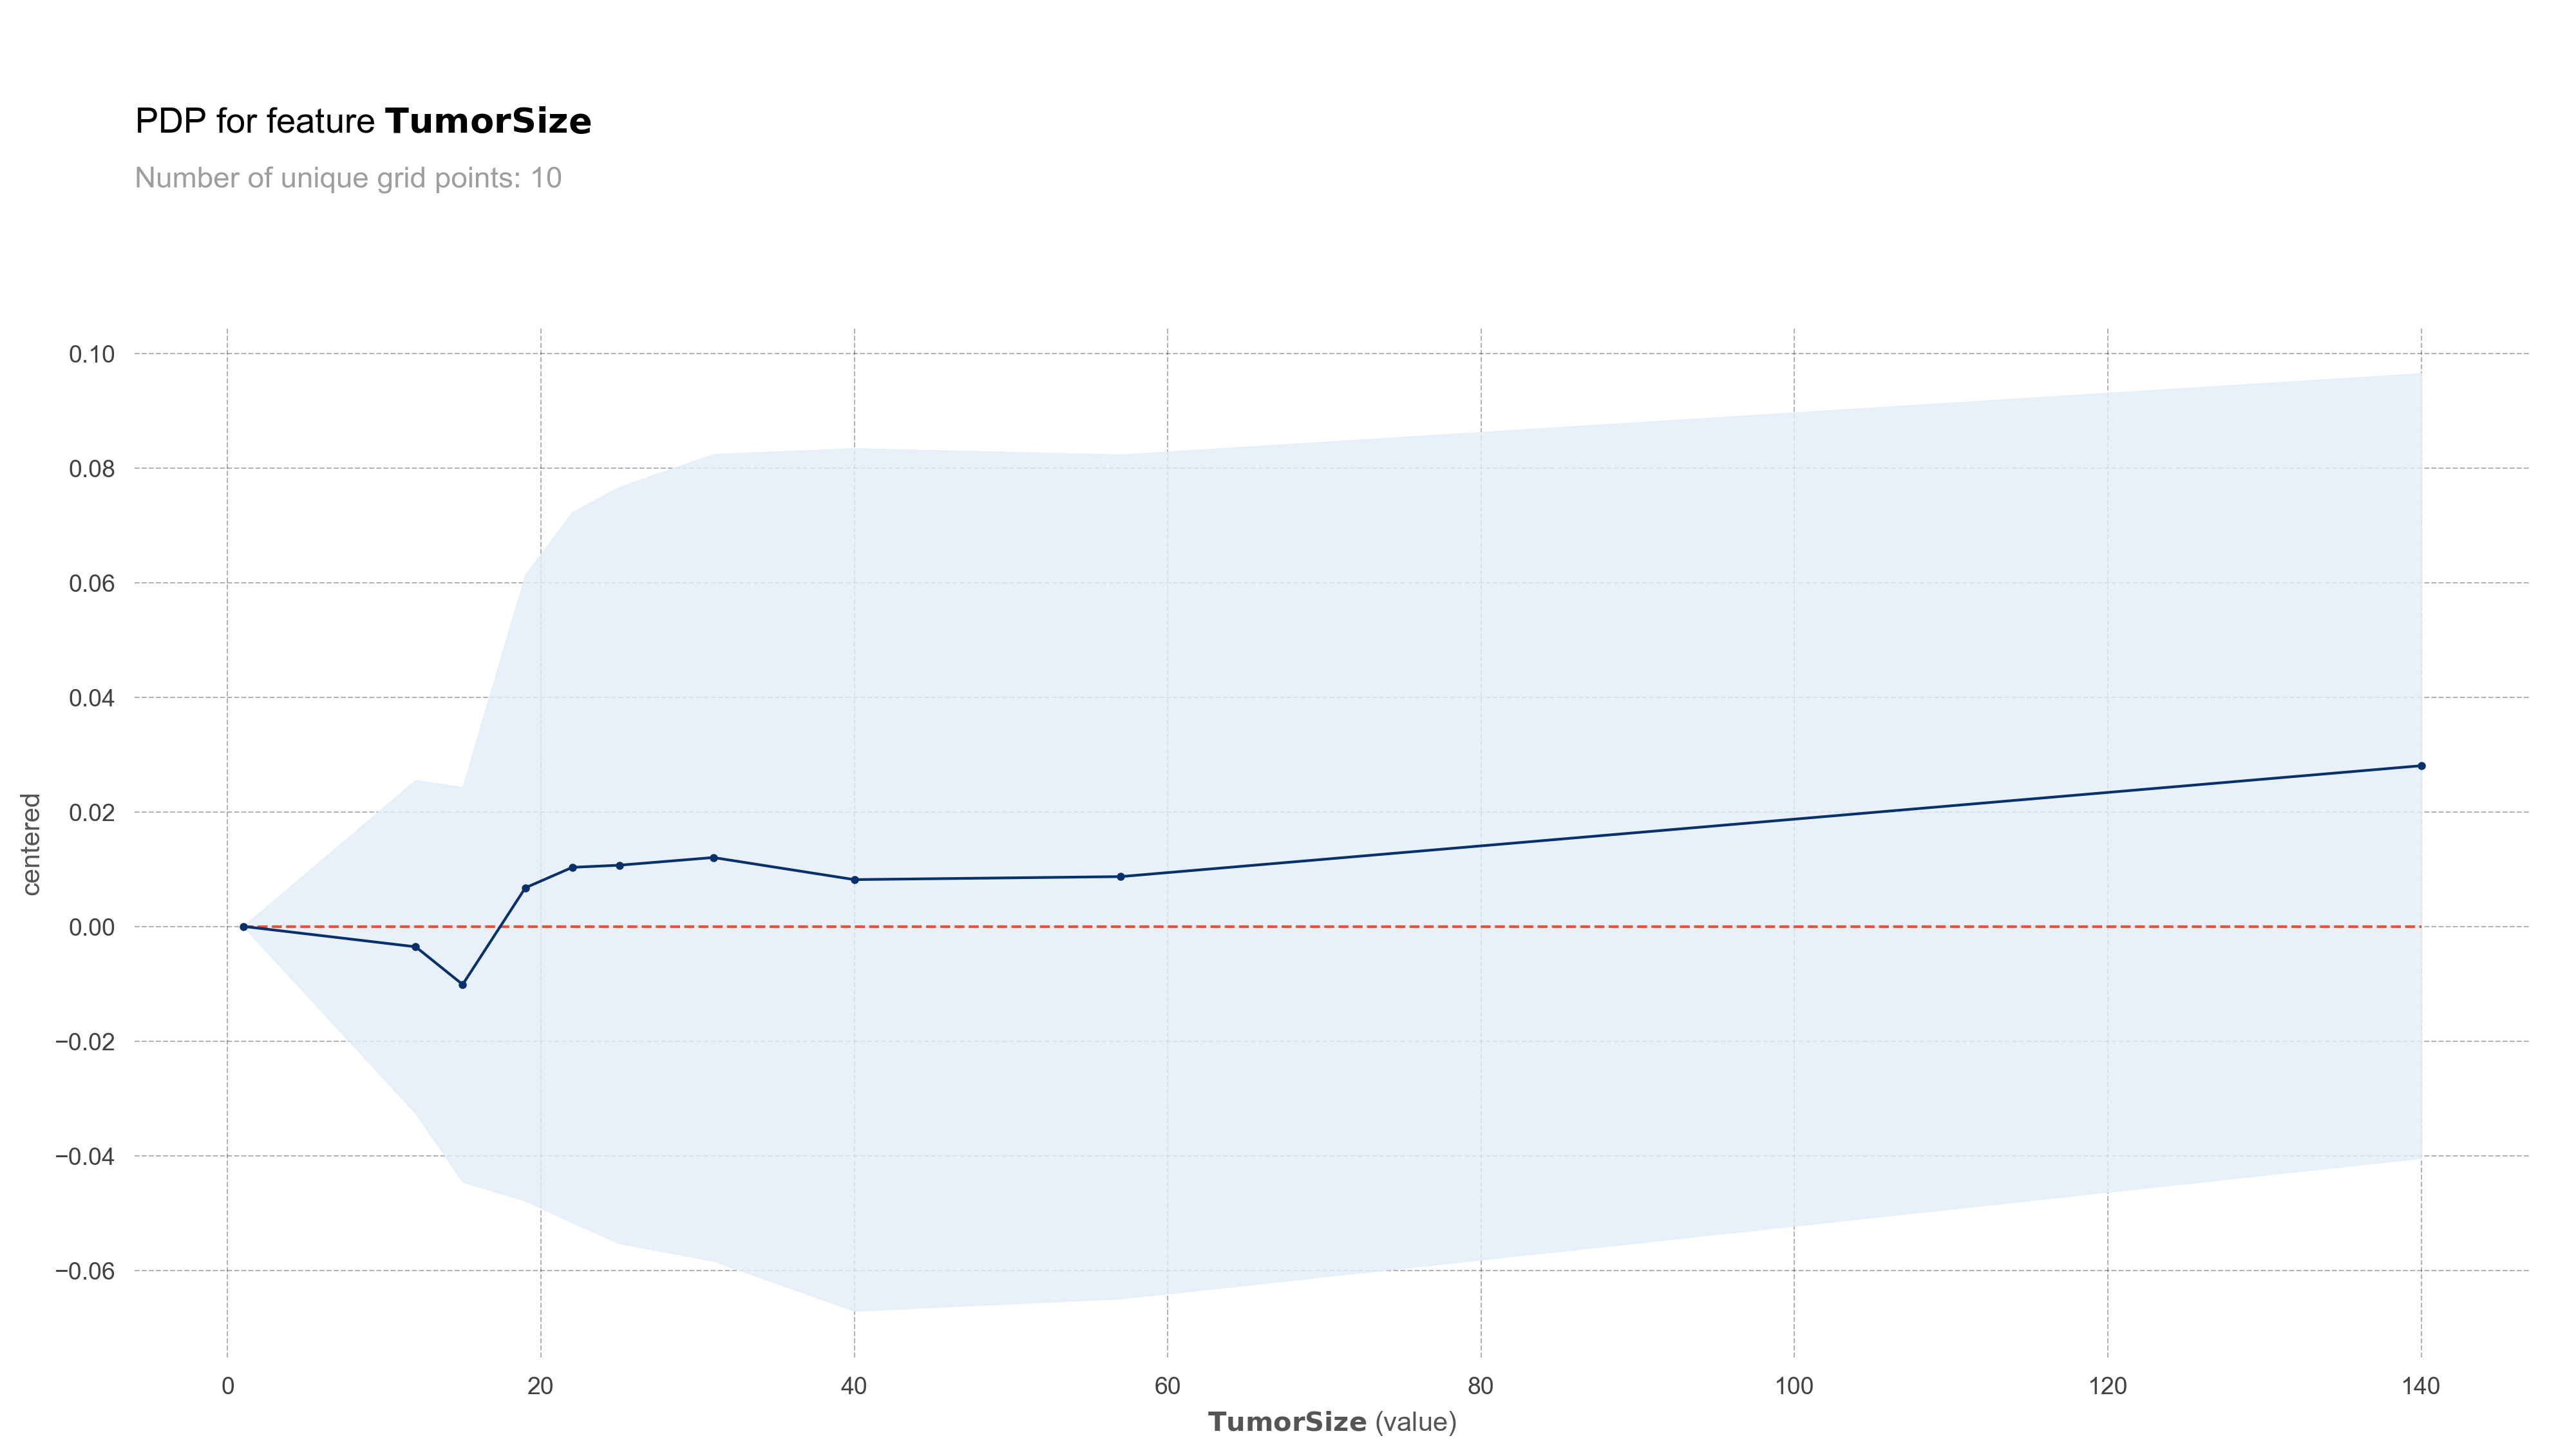 PDP for feature TumorSize
Number of unique grid points: 10
0.10
0.08
0.06
0.04
0.02
0.00
−0.02
−0.04
−0.06
centered
0 20 40 60 80 100 120 140
TumorSize (value)